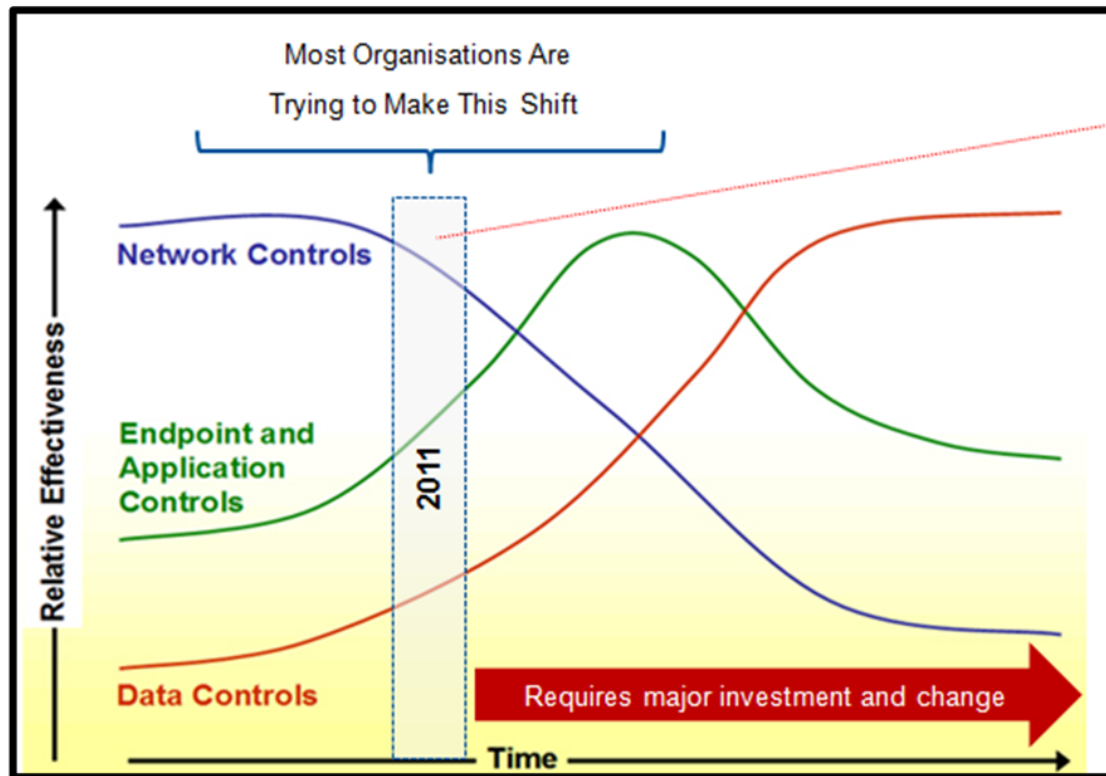 Most Organisations Are
Trying to Make This Shift
Network Controls
Relative Effectiveness
Endpoint and
Application
Controls
2011
Data Controls
Requires major investment and change
Time